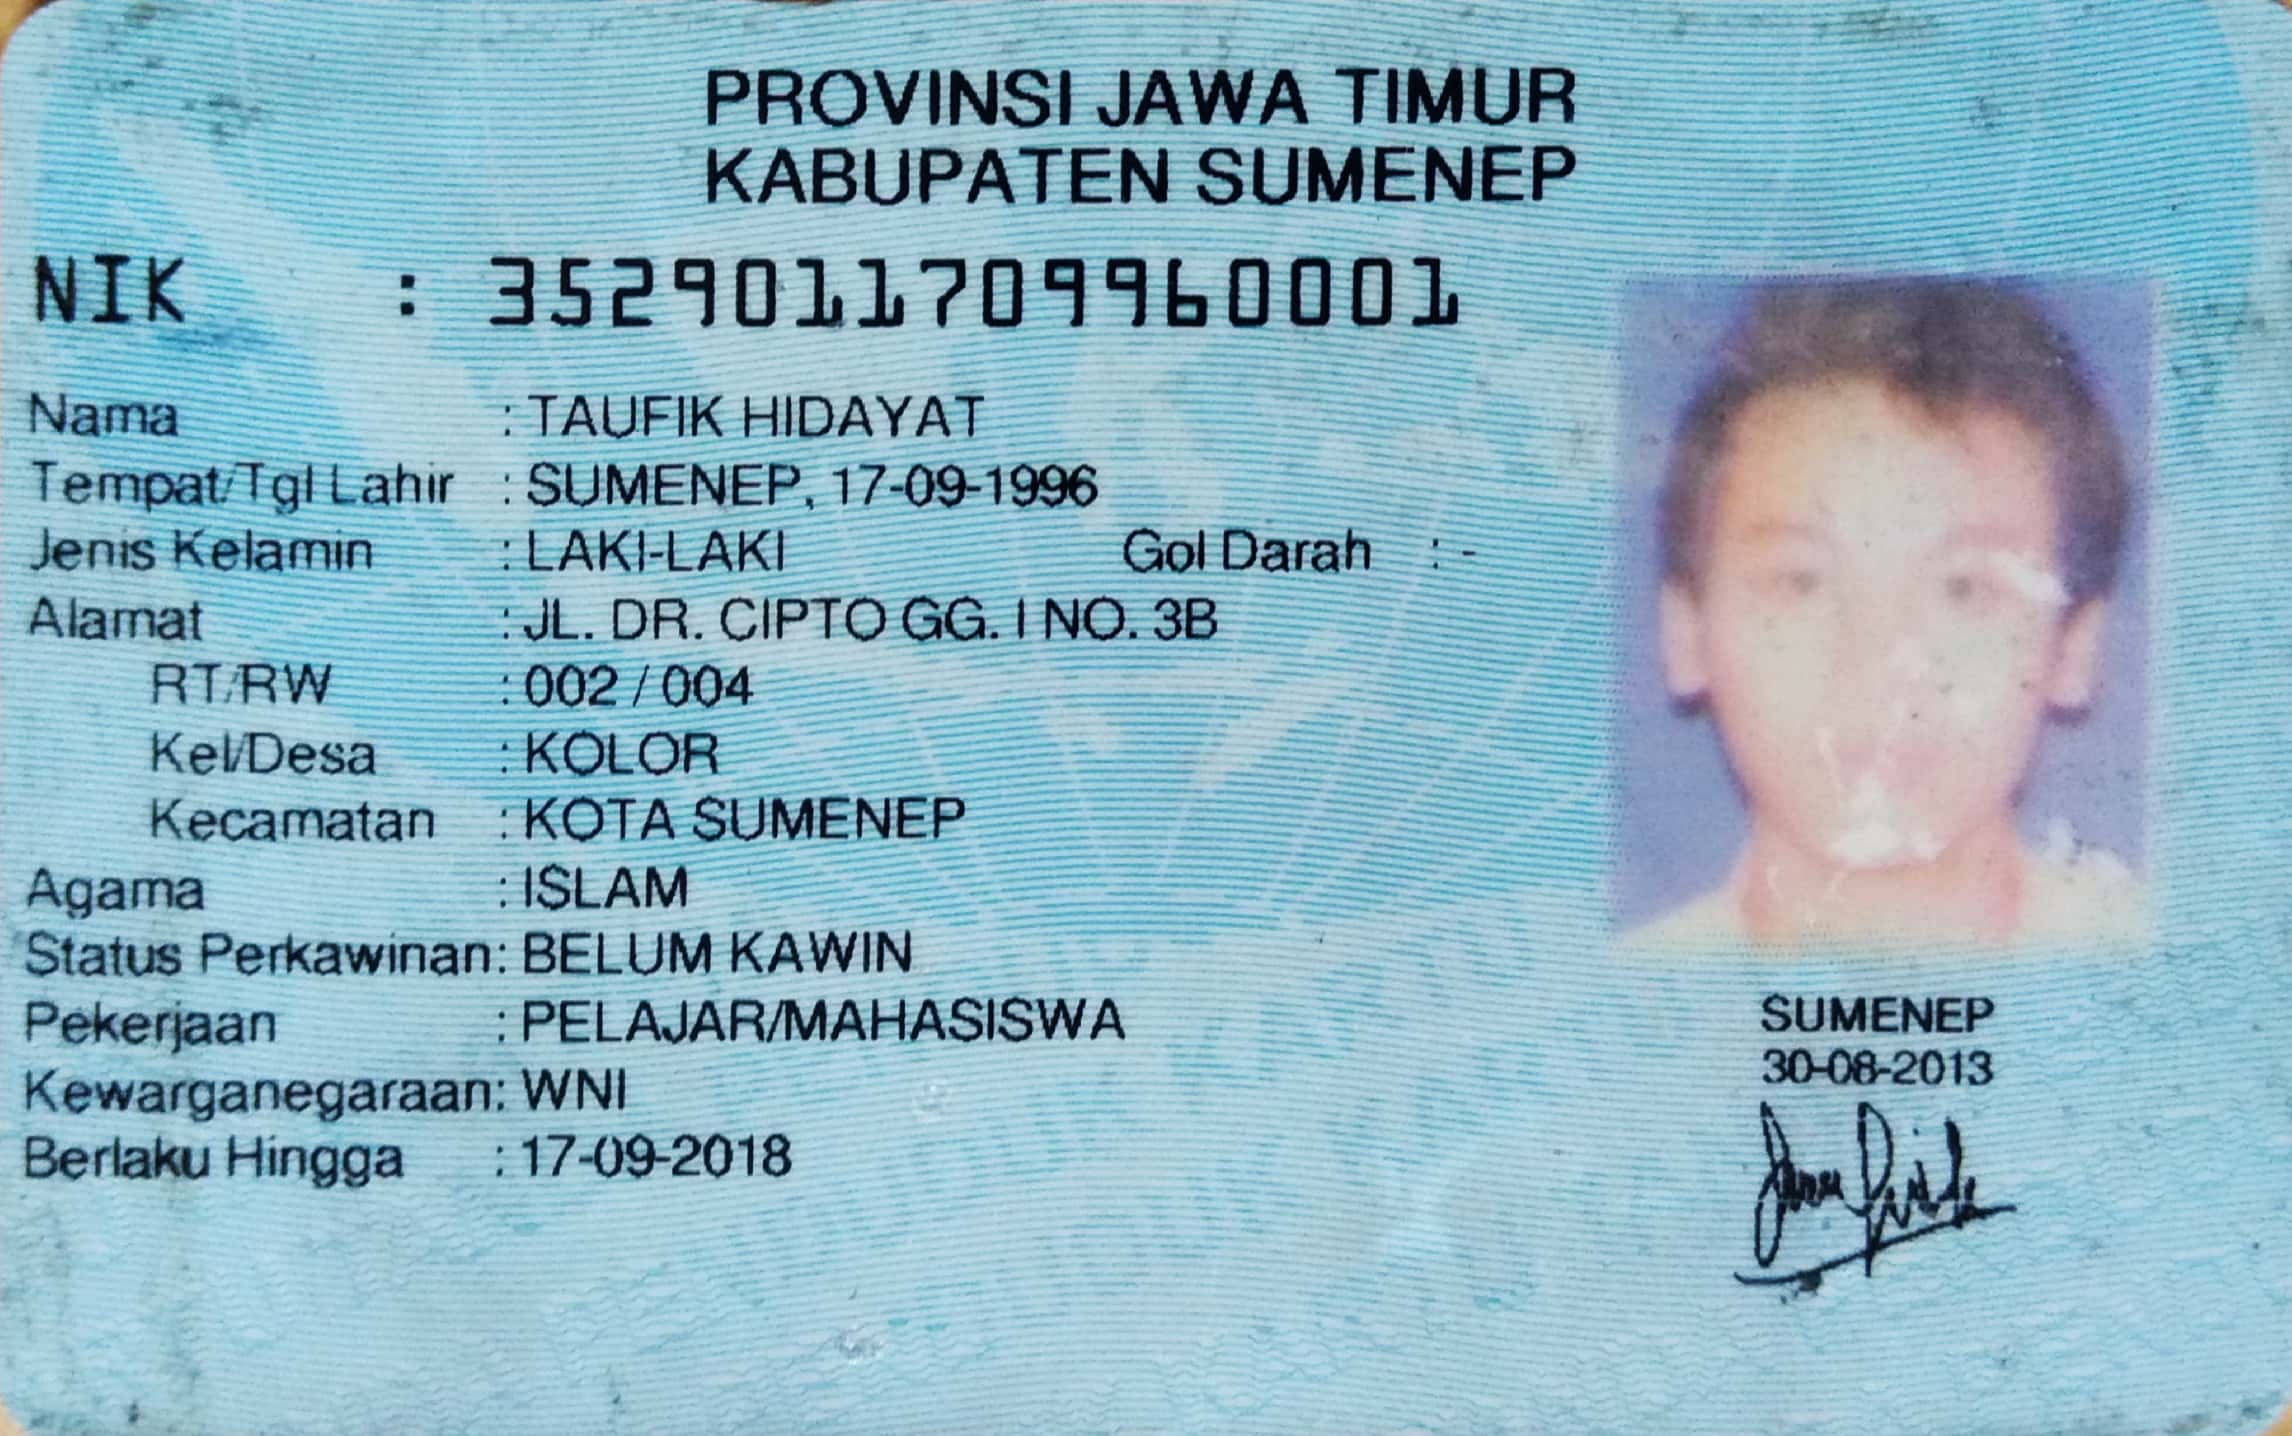 PROVINSI JAWA TIMUR
KABUPATEN SUMENEP
NIK : 3529011709960001
Nama : TAUFIK HIDAYAT
Tempat/Tgl Lahir : SUMENEP, 17-09-1996
Jenis Kelamin : LAKI-LAKI Gol Darah : -
Alamat : JL. DR. CIPTO GG. I NO. 3B
RT/RW : 002 / 004
Kel/Desa : KOLOR
Kecamatan : KOTA SUMENEP
Agama : ISLAM
Status Perkawinan: BELUM KAWIN
Pekerjaan : PELAJAR/MAHASISWA
Kewarganegaraan: WNI
Berlaku Hingga : 17-09-2018
SUMENEP
30-08-2013